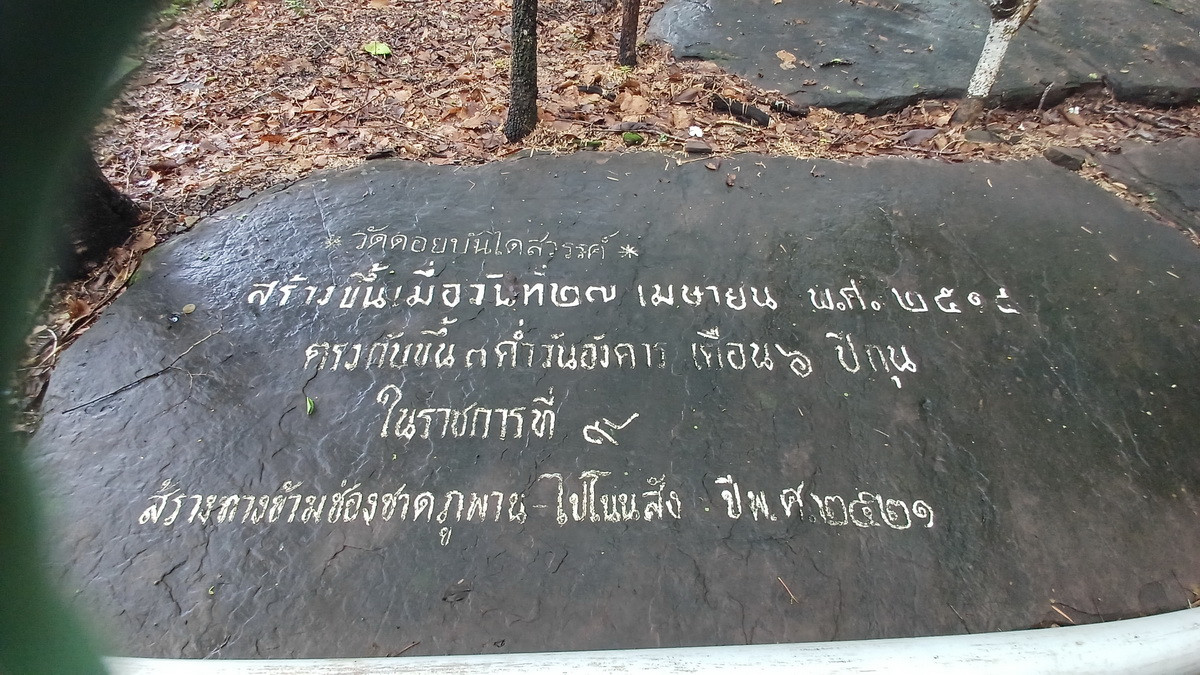 * วัดดอยบันไดสวรรค์ *
สร้างขึ้นเมื่อวันที่๒๗ เมษายน พ.ศ. ๒๕๑๕
ตรงกับขึ้น ๓ ค่ำวันอังคาร เดือน ๖ ปีกุน
ในราชการที่ ๙
สร้างทางข้ามช่องชาดภูพาน - ไปโนนสัง ปีพ.ศ.๒๕๒๑